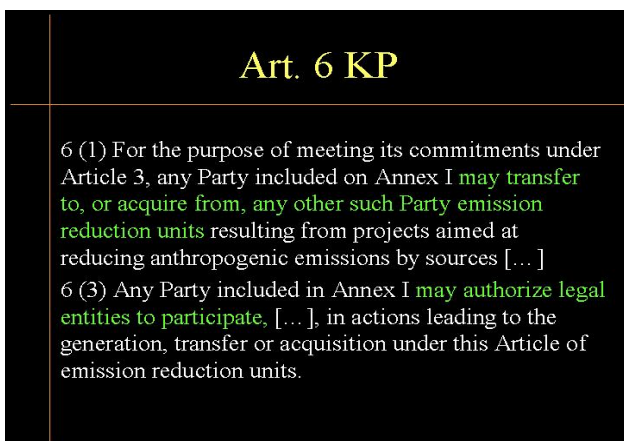 Art. 6 KP
6 (1) For the purpose of meeting its commitments under
Article 3, any Party included on Annex I may transfer
to, or acquire from, any other such Party emission
reduction units resulting from projects aimed at
reducing anthropogenic emissions by sources […]
6 (3) Any Party included in Annex I may authorize legal
entities to participate, […], in actions leading to the
generation, transfer or acquisition under this Article of
emission reduction units.